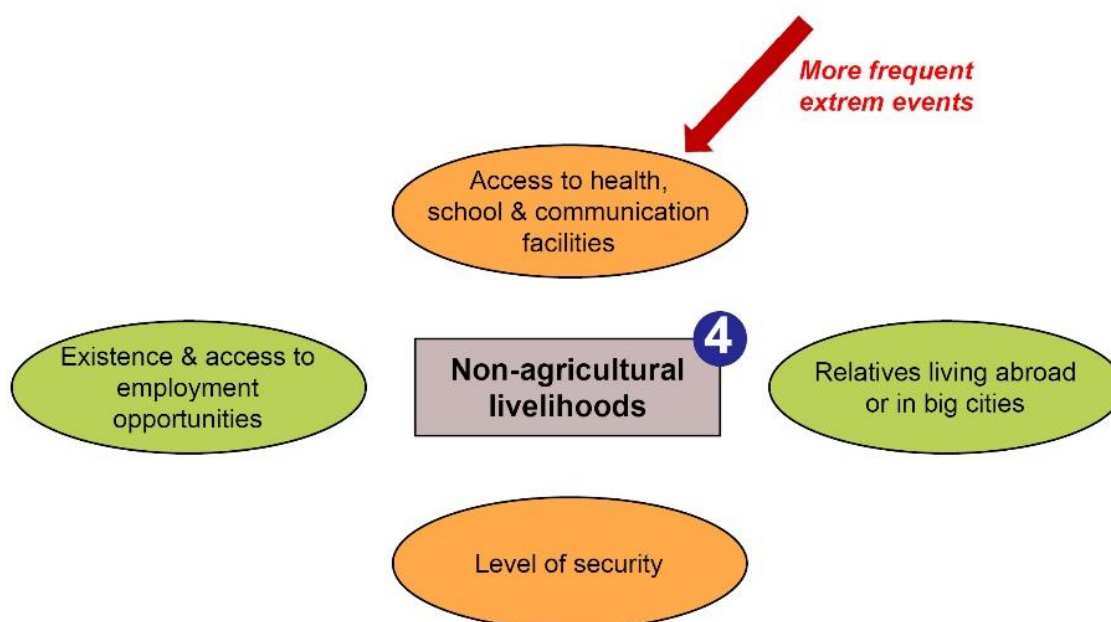 More frequent
extrem events
Access to health,
school & communication
facilities
4
Existence & access to
employment
opportunities
Non-agricultural
livelihoods
Relatives living abroad
or in big cities
Level of security